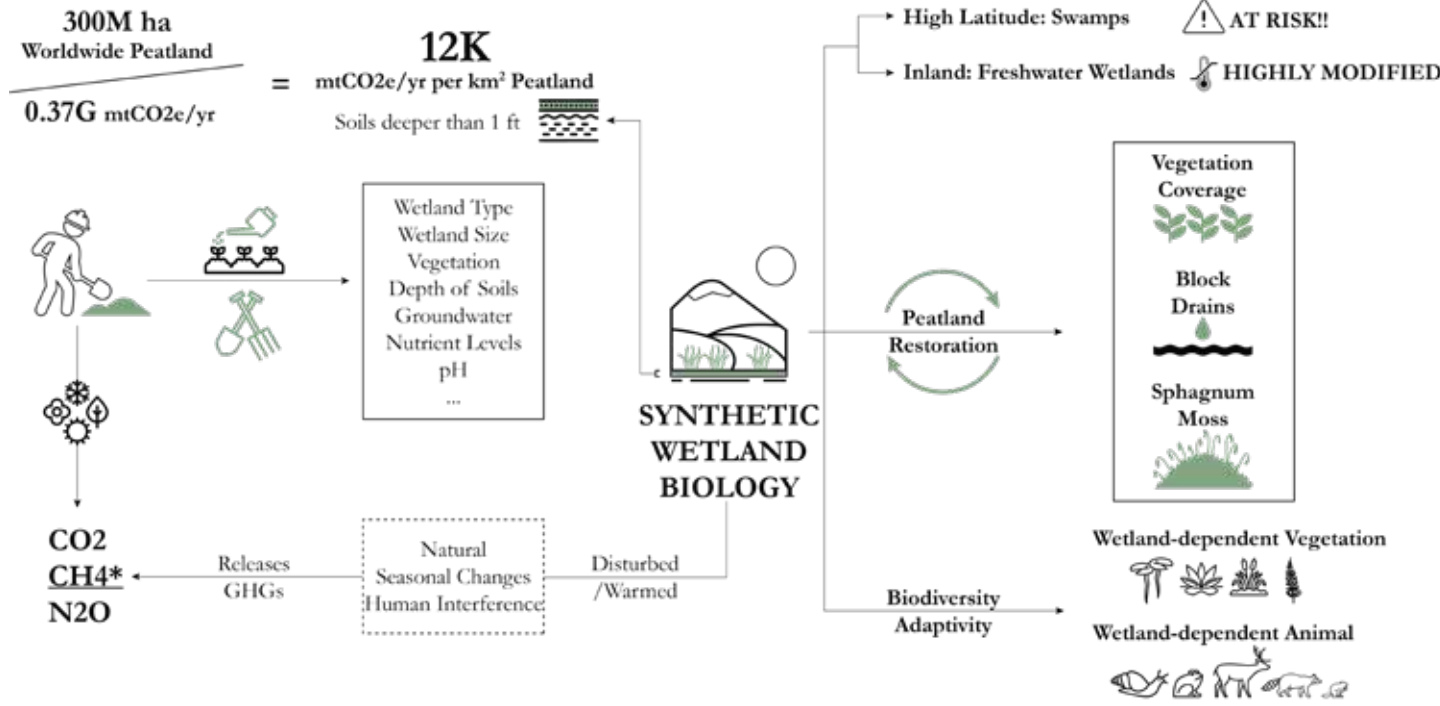 300M ha
Worldwide Peatland
0.37G mtCO2e/yr
=
12K
mtCO2e/yr per km² Peatland
Soils deeper than 1 ft
High Latitude: Swamps
AT RISK!!
Inland: Freshwater Wetlands
HIGHLY MODIFIED
Wetland Type
Wetland Size
Vegetation
Depth of Soils
Groundwater
Nutrient Levels
pH
...
SYNTHETIC
WETLAND
BIOLOGY
Peatland
Restoration
Vegetation
Coverage
Block
Drains
Sphagnum
Moss
CO2
CH4*
N2O
Releases
GHGs
Natural
Seasonal Changes
Human Interference
Disturbed
/Warmed
Biodiversity
Adaptivity
Wetland-dependent Vegetation
Wetland-dependent Animal